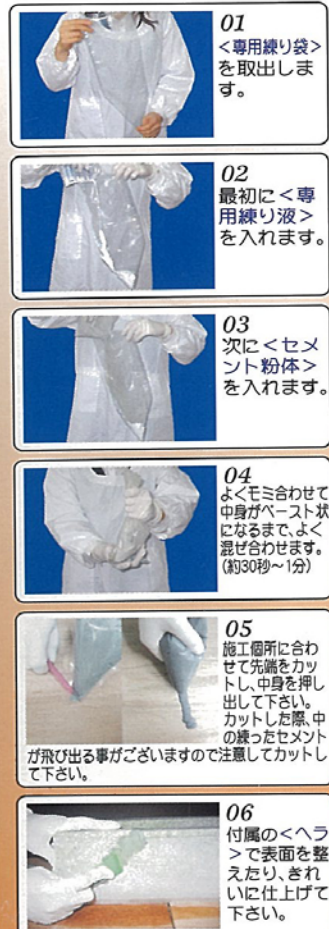 01
<専用練り袋>
を取出しま
す。
02
最初に<専
用練り液>
を入れます。
03
次に<セメ
ント粉体>
を入れます。
04
よくモミ合わせて
中身がペースト状
になるまで、よく
混ぜ合わせます。
(約30秒～1分)
05
施工個所に合わ
せて先端をカッ
トし、中身を押し
出して下さい。
カットした際、中
の練ったセメント
が飛び出る事がございますので注意してカットし
て下さい。
06
付属の<ヘラ
>で表面を整
えたり、きれ
いに仕上げて
下さい。